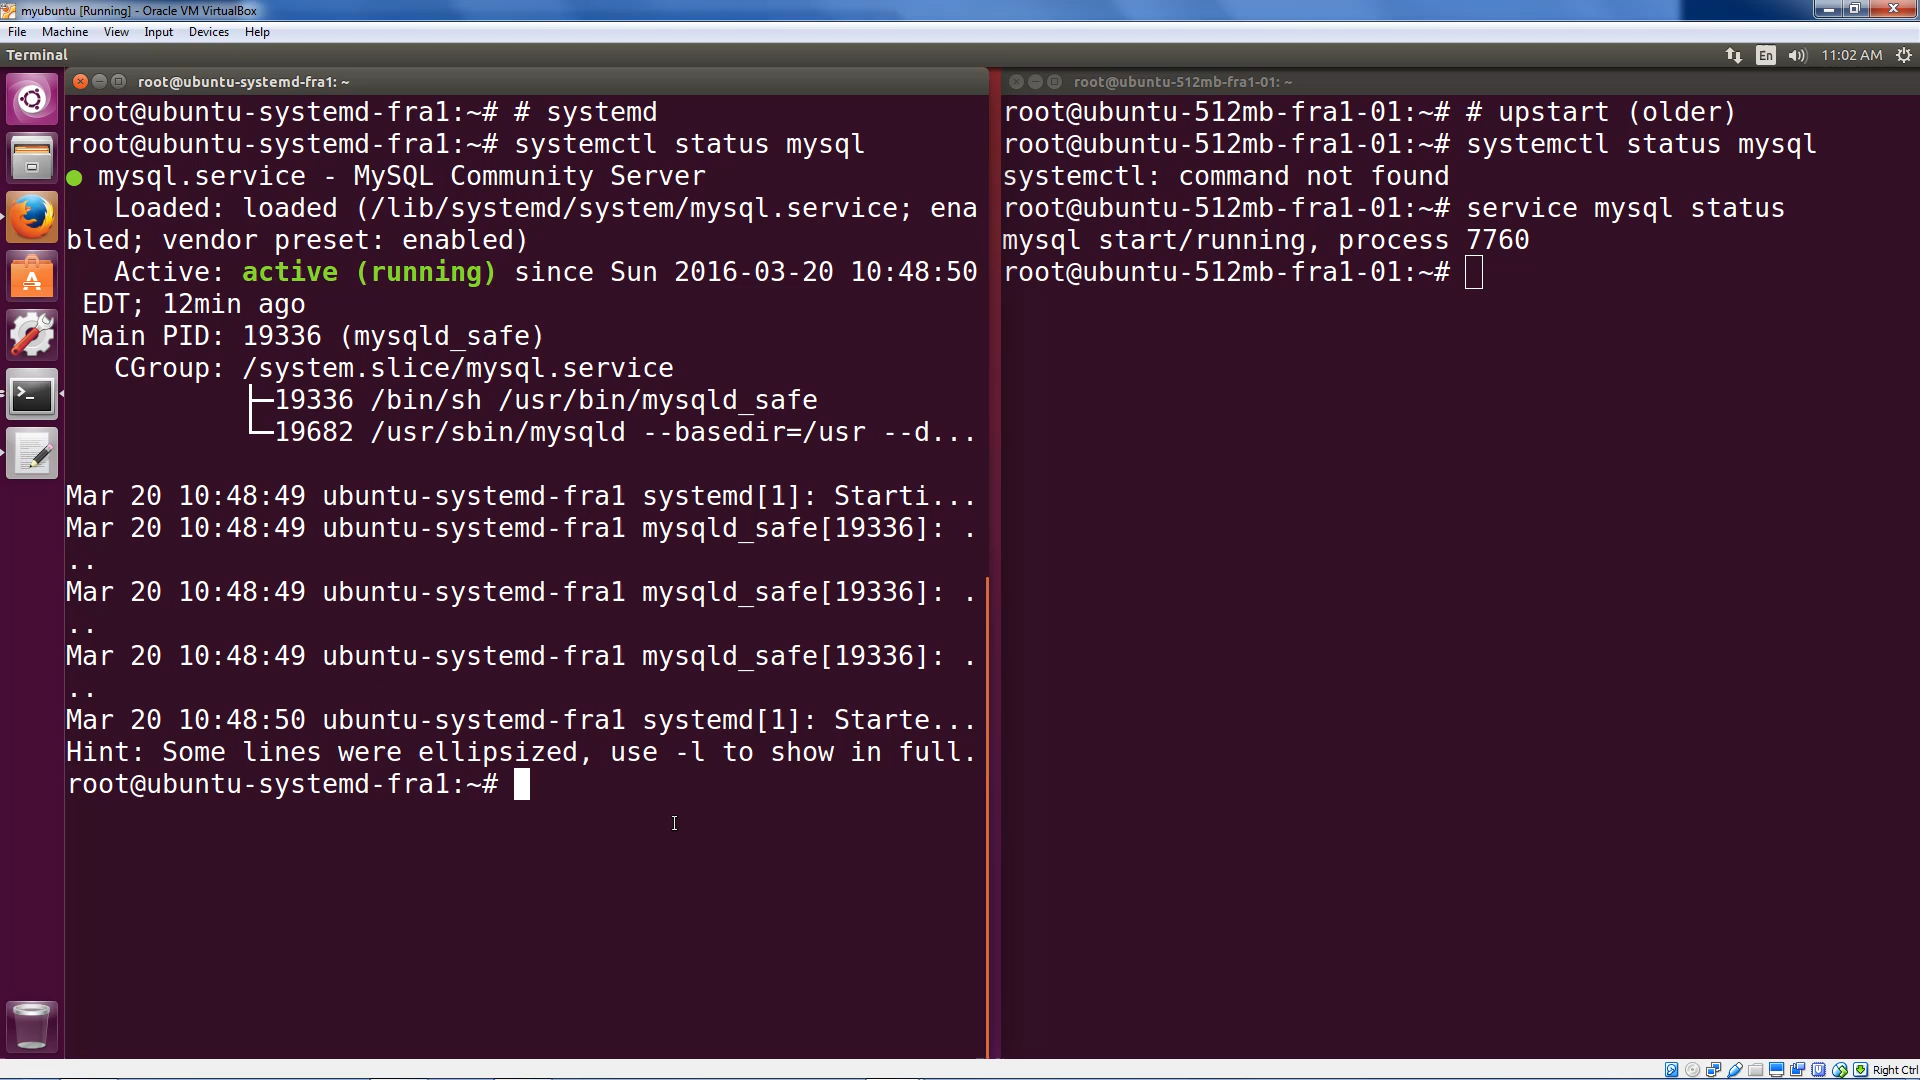 myubuntu [Running] - Oracle VM VirtualBox
File Machine View Input Devices Help
Terminal
En
11:02 AM
root@ubuntu-systemd-fra1: ~
root@ubuntu-systemd-fra1:~# # systemd
root@ubuntu-systemd-fra1:~# systemctl status mysql
● mysql.service - MySQL Community Server
Loaded: loaded (/lib/systemd/system/mysql.service; ena
bled; vendor preset: enabled)
Active: active (running) since Sun 2016-03-20 10:48:50
EDT; 12min ago
Main PID: 19336 (mysqld_safe)
CGroup: /system.slice/mysql.service
├─19336 /bin/sh /usr/bin/mysqld_safe
└─19682 /usr/sbin/mysqld --basedir=/usr --d...
Mar 20 10:48:49 ubuntu-systemd-fra1 systemd[1]: Starti...
Mar 20 10:48:49 ubuntu-systemd-fra1 mysqld_safe[19336]: .
..
Mar 20 10:48:49 ubuntu-systemd-fra1 mysqld_safe[19336]: .
..
Mar 20 10:48:49 ubuntu-systemd-fra1 mysqld_safe[19336]: .
..
Mar 20 10:48:50 ubuntu-systemd-fra1 systemd[1]: Starte...
Hint: Some lines were ellipsized, use -l to show in full.
root@ubuntu-systemd-fra1:~#
root@ubuntu-512mb-fra1-01: ~
root@ubuntu-512mb-fra1-01:~# # upstart (older)
root@ubuntu-512mb-fra1-01:~# systemctl status mysql
systemctl: command not found
root@ubuntu-512mb-fra1-01:~# service mysql status
mysql start/running, process 7760
root@ubuntu-512mb-fra1-01:~#
Right Ctrl